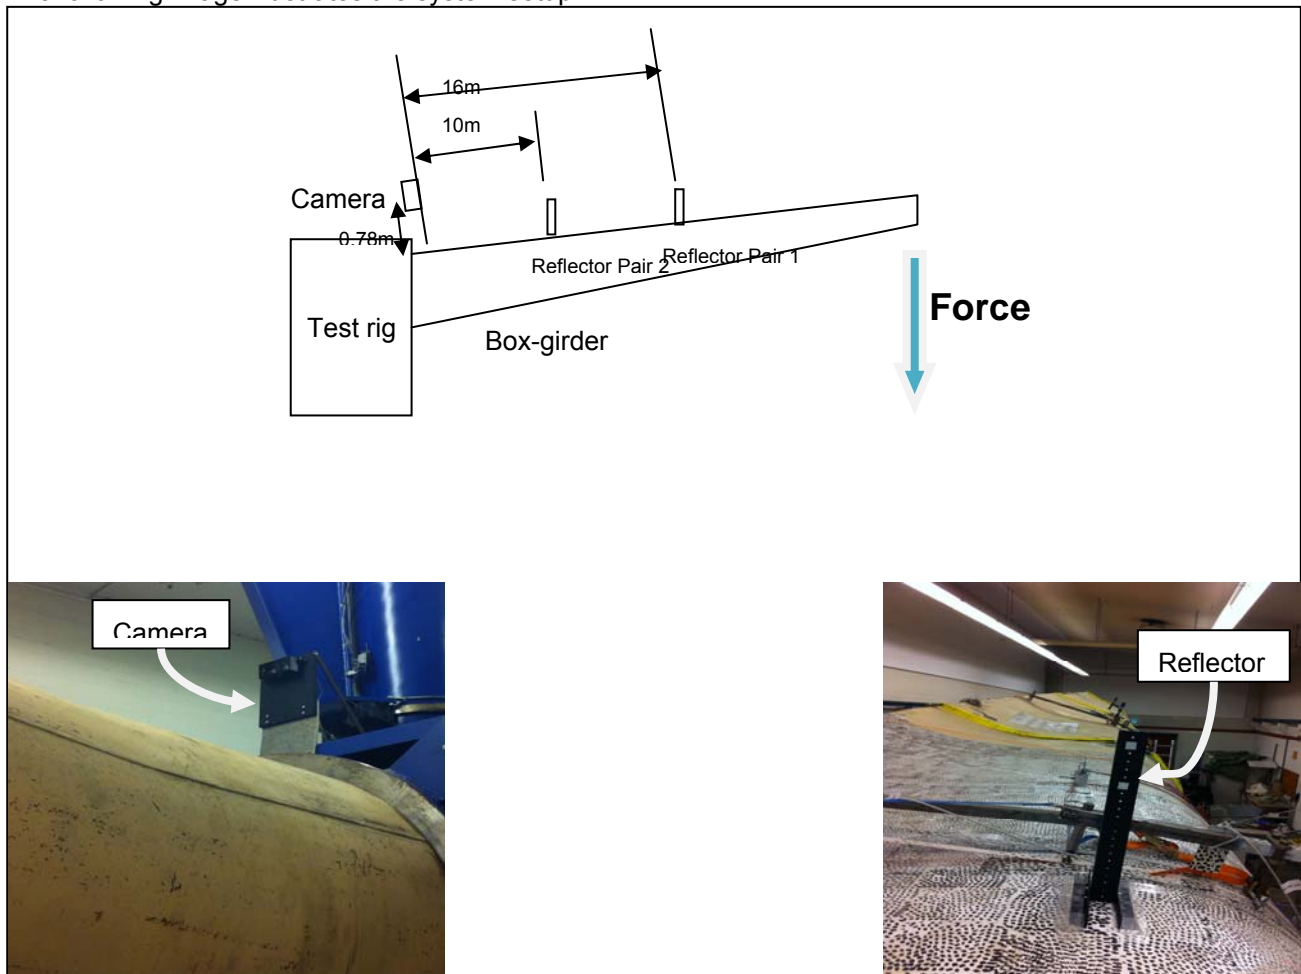 16m
10m
Camera
0.78m
Reflector Pair 2
Reflector Pair 1
Force
Test rig
Box-girder
Camera
Reflector